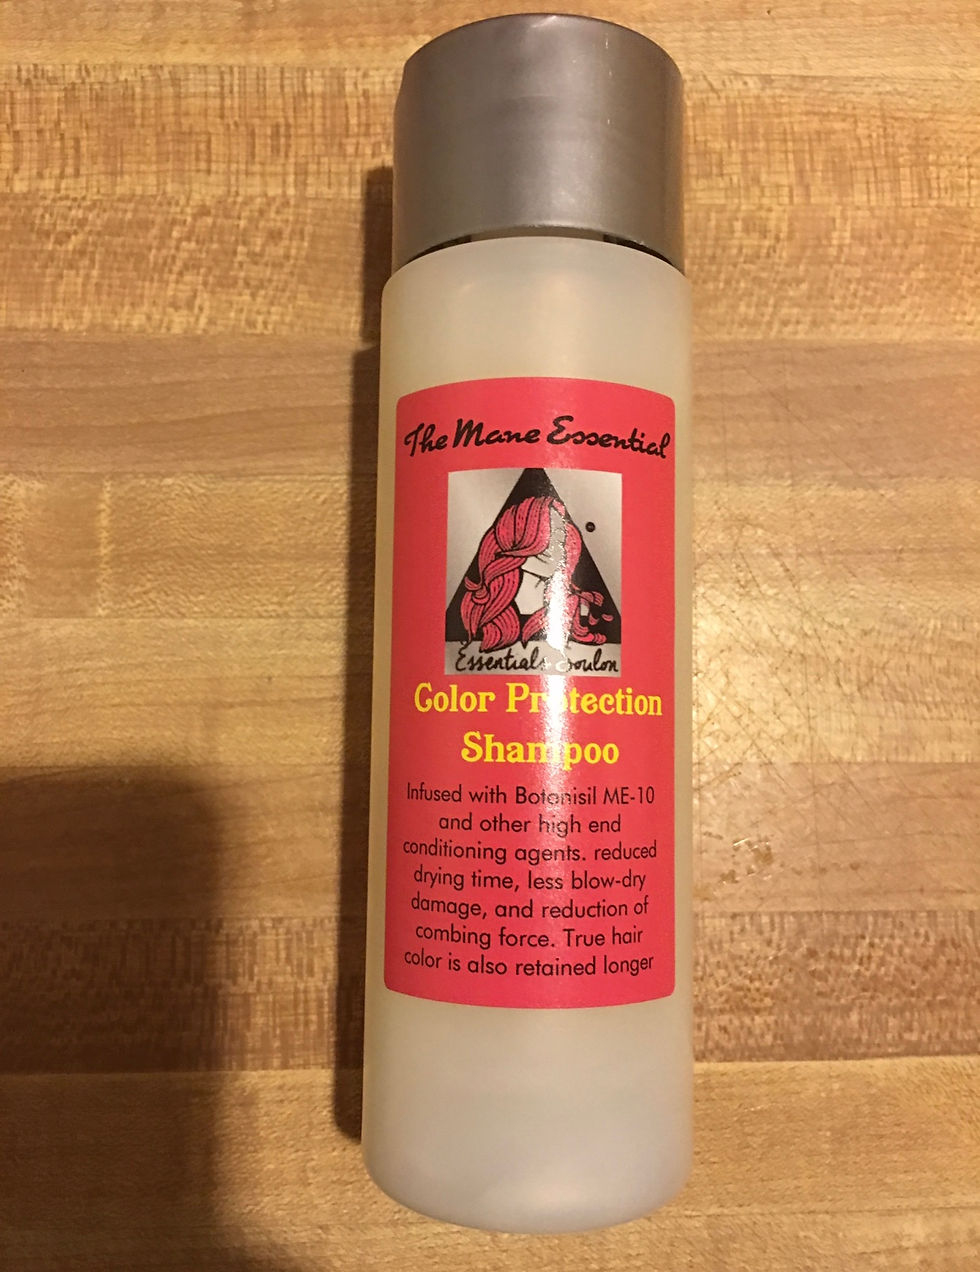 The Mane Essential
Essentials
Color Protection
Shampoo
Infused with Botanisil ME-10
and other high end
conditioning agents. reduced
drying time, less blow-dry
damage, and reduction of
combing force. True hair
color is also retained longer